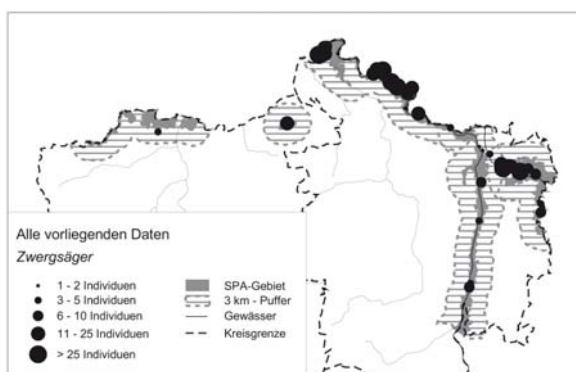 Alle vorliegenden Daten
Zwergsäger
1 - 2 Individuen
3 - 5 Individuen
6 - 10 Individuen
11 - 25 Individuen
> 25 Individuen
SPA-Gebiet
3 km - Puffer
Gewässer
Kreisgrenze